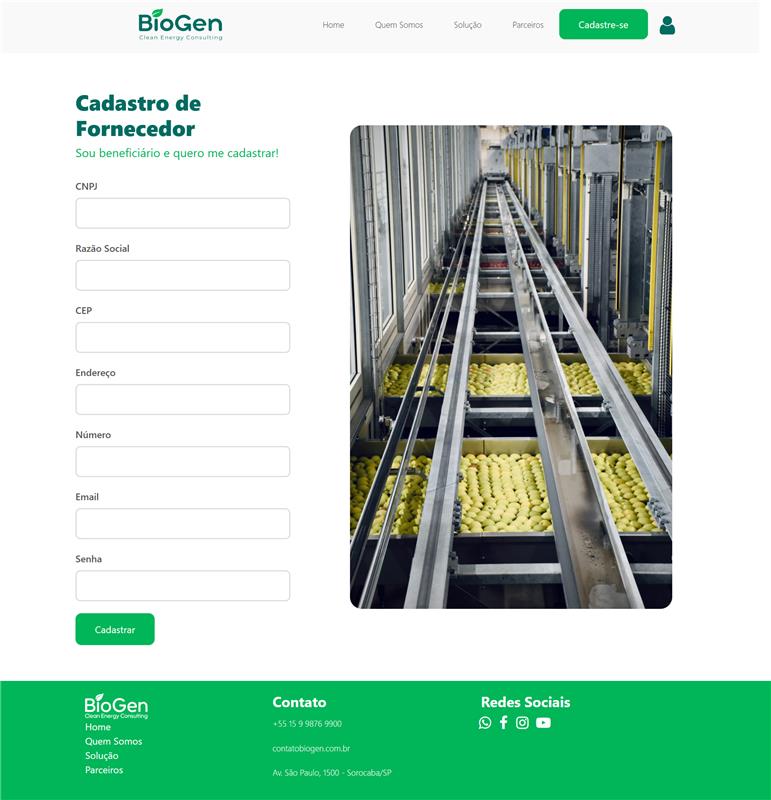 BioGen
Clean Energy Consulting
Home
Quem Somos
Solução
Parceiros
Cadastre-se
Cadastro de
Fornecedor
Sou beneficiário e quero me cadastrar!
CNPJ
Razão Social
CEP
Endereço
Número
Email
Senha
Cadastrar
BioGen
Clean Energy Consulting
Home
Quem Somos
Solução
Parceiros
Contato
+55 15 9 9876 9900
contatobiogen.com.br
Av. São Paulo, 1500 - Sorocaba/SP
Redes Sociais